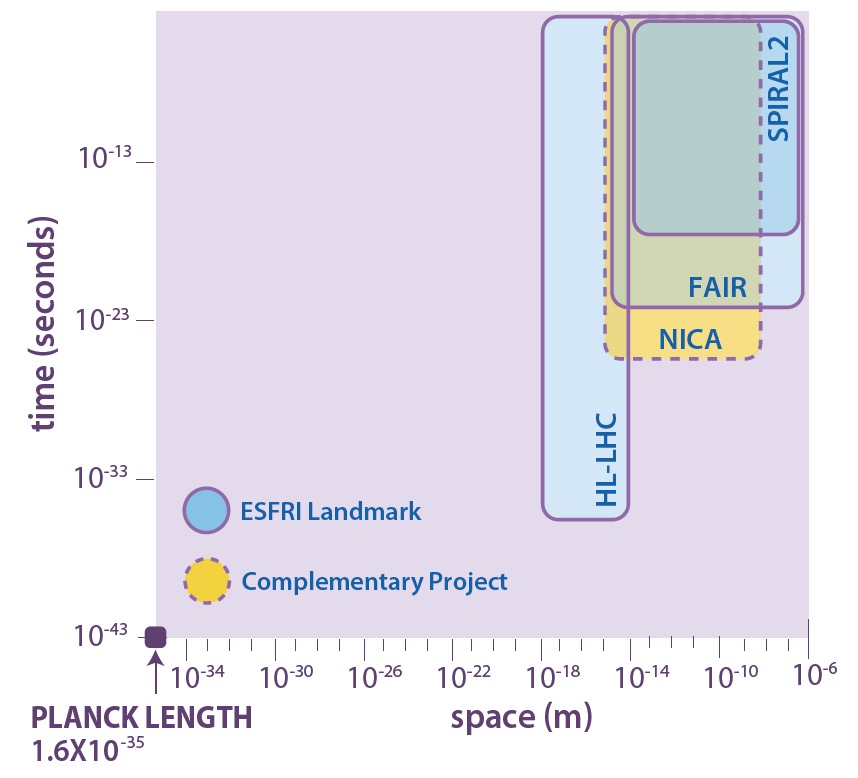 SPIRAL2
10⁻¹³
time (seconds)
FAIR
10⁻²³
NICA
HL-LHC
10⁻³³
ESFRI Landmark
Complementary Project
10⁻⁴³
10⁻³⁴ 10⁻³⁰ 10⁻²⁶ 10⁻²² 10⁻¹⁸ 10⁻¹⁴ 10⁻¹⁰ 10⁻⁶
PLANCK LENGTH
1.6X10⁻³⁵
space (m)